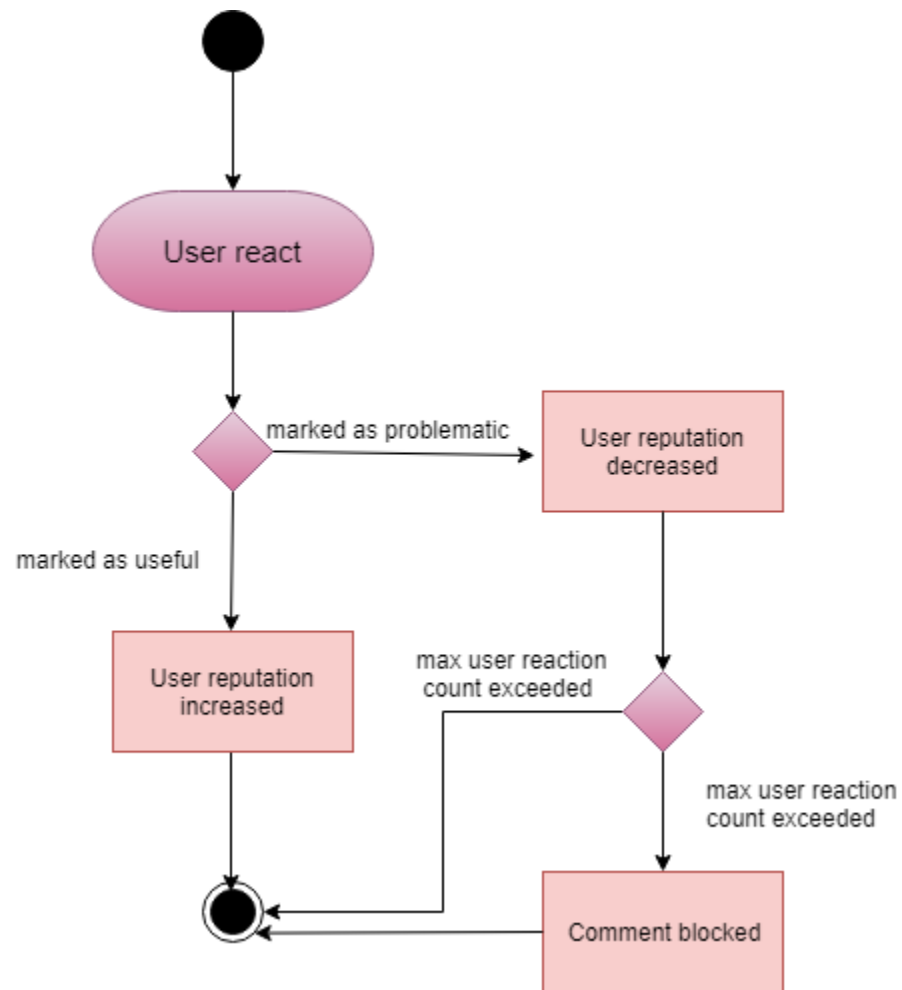 User react
marked as problematic
User reputation
decreased
marked as useful
User reputation
increased
max user reaction
count exceeded
max user reaction
count exceeded
Comment blocked